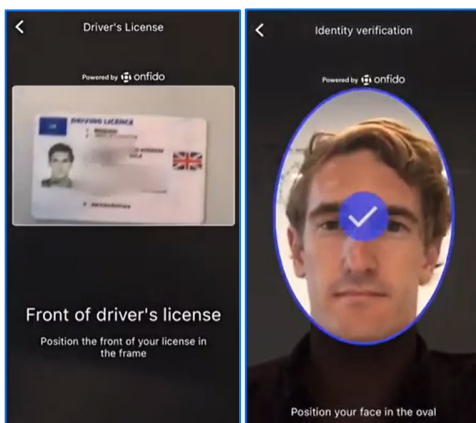 Driver's License
Powered by onfido
DRIVING LICENCE
Front of driver's license
Position the front of your license in
the frame
Identity verification
Powered by onfido
Position your face in the oval